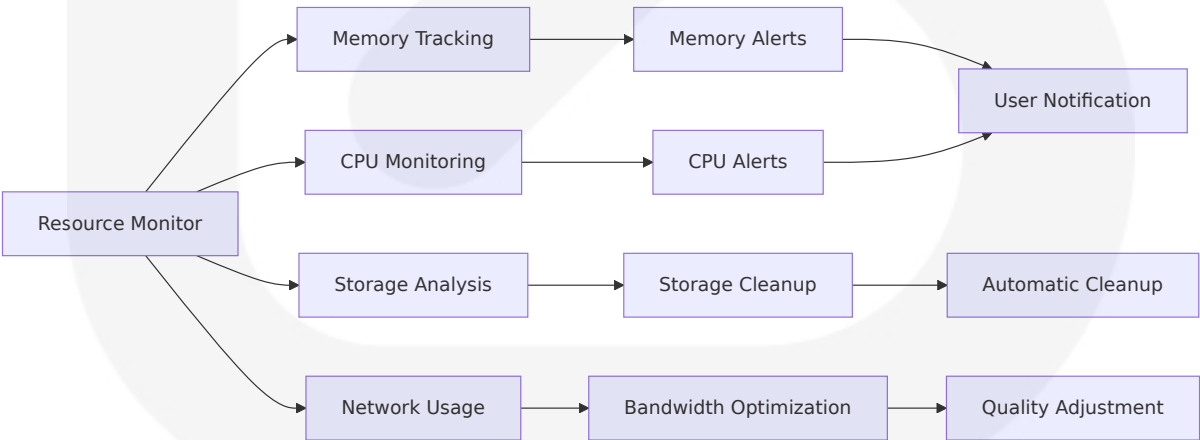 Memory Tracking
Memory Alerts
User Notification
CPU Monitoring
CPU Alerts
Resource Monitor
Storage Analysis
Storage Cleanup
Automatic Cleanup
Network Usage
Bandwidth Optimization
Quality Adjustment